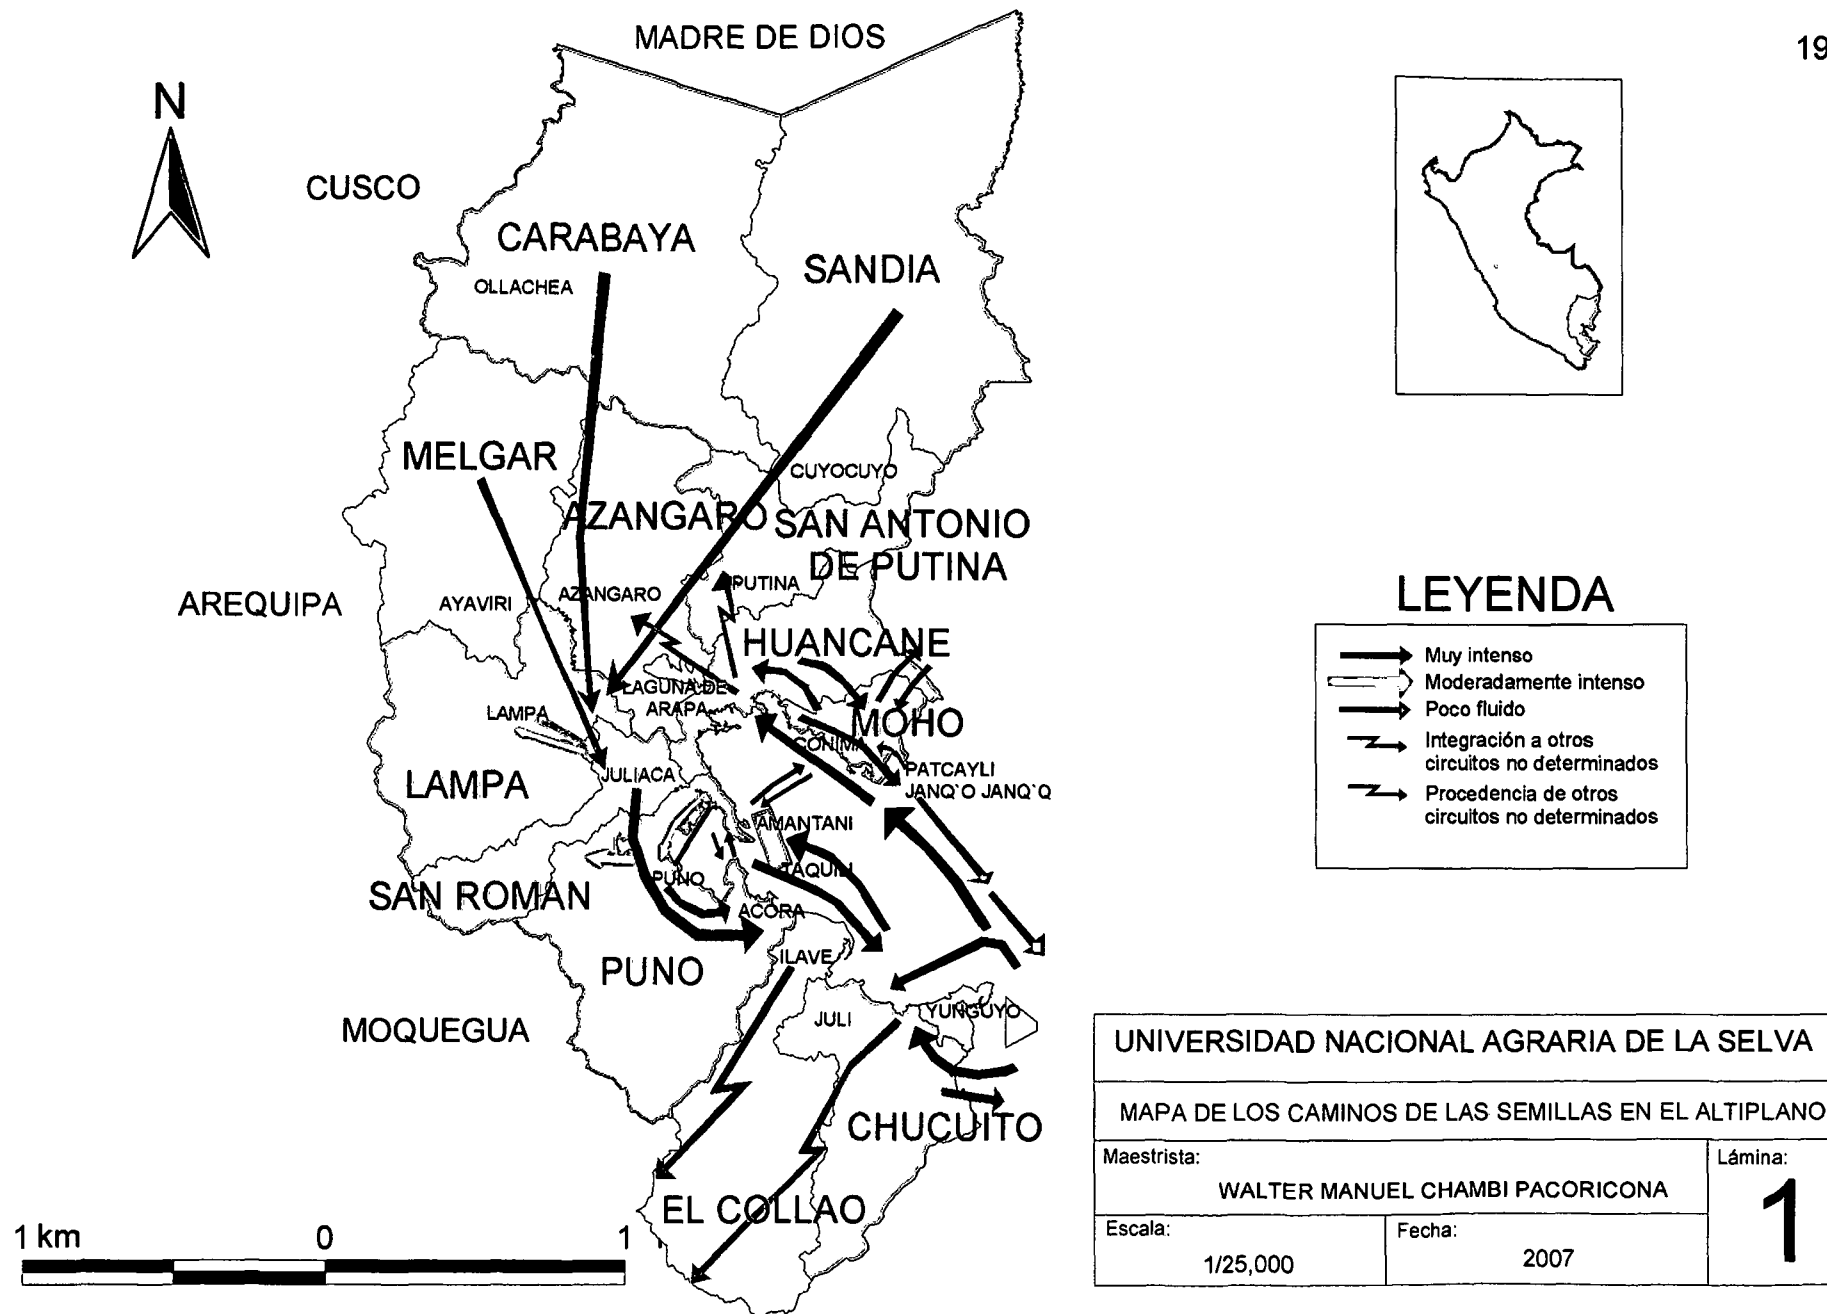 MADRE DE DIOS
19
N
CUSCO
CARABAYA
SANDIA
OLLACHEA
MELGAR
CUYOCUYO
AZANGARO
SAN ANTONIO
DE PUTINA
PUTINA
AREQUIPA
AYAVIRI
AZANGARO
HUANCANE
LAGUNA DE
ARAPA
LAMPA
MOHO
CONIMA
LAMPA
JULIACA
PATCAYLI
JANQ`O JANQ`Q
AMANTANI
SAN ROMAN
PUNO
TAQUILI
ACORA
PUNO
ILAVE
MOQUEGUA
JULI
YUNGUYO
CHUCUITO
EL COLLAO
1 km
0
1
LEYENDA
Muy intenso
Moderadamente intenso
Poco fluido
Integración a otros
circuitos no determinados
Procedencia de otros
circuitos no determinados
UNIVERSIDAD NACIONAL AGRARIA DE LA SELVA
MAPA DE LOS CAMINOS DE LAS SEMILLAS EN EL ALTIPLANO
Maestrista:
WALTER MANUEL CHAMBI PACORICONA
Lámina:
1
Escala:
1/25,000
Fecha:
2007